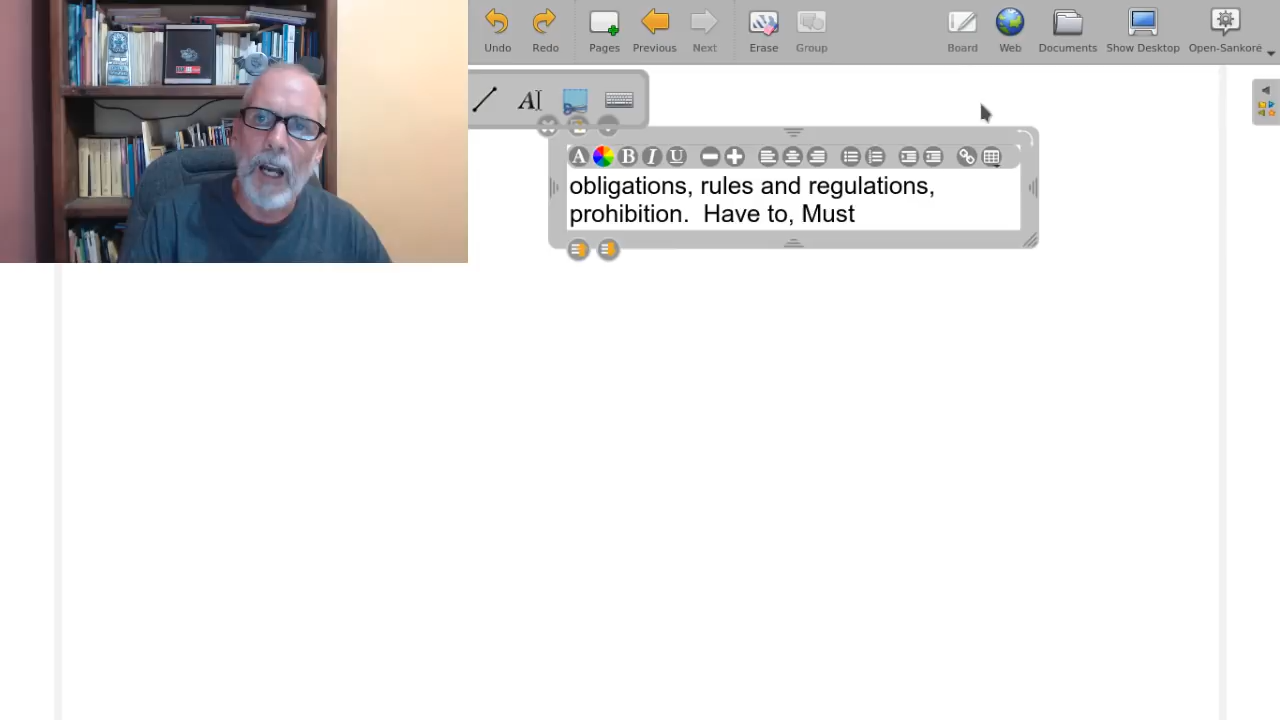 Undo
Redo
Pages
Previous
Next
Erase
Group
Board
Web
Documents
Show Desktop
Open-Sankoré
obligations, rules and regulations,
prohibition.  Have to, Must